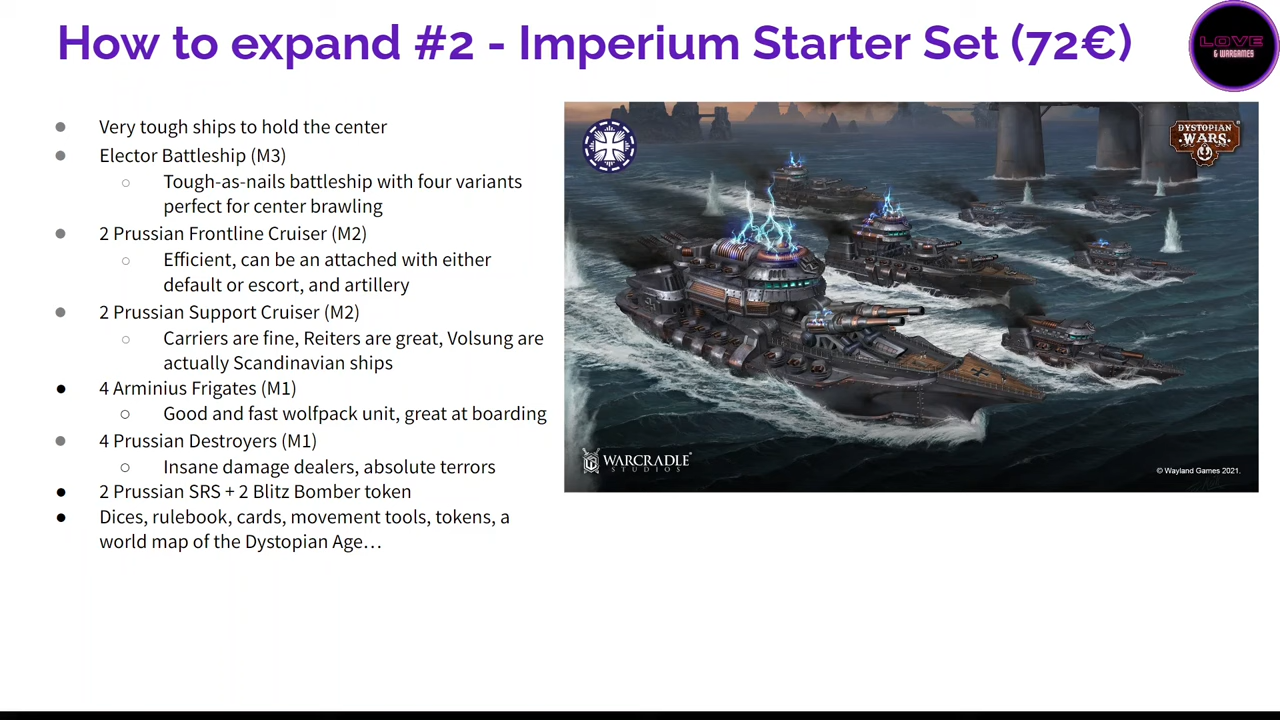 How to expand #2 - Imperium Starter Set (72€)
LOVE
& WARGAMES
Very tough ships to hold the center
Elector Battleship (M3)
Tough-as-nails battleship with four variants
perfect for center brawling
2 Prussian Frontline Cruiser (M2)
Efficient, can be an attached with either
default or escort, and artillery
2 Prussian Support Cruiser (M2)
Carriers are fine, Reiters are great, Volsung are
actually Scandinavian ships
4 Arminius Frigates (M1)
Good and fast wolfpack unit, great at boarding
4 Prussian Destroyers (M1)
Insane damage dealers, absolute terrors
2 Prussian SRS + 2 Blitz Bomber token
Dices, rulebook, cards, movement tools, tokens, a
world map of the Dystopian Age…
DYSTOPIAN
WARS
WARCRADLE
STUDIOS
© Wayland Games 2021.